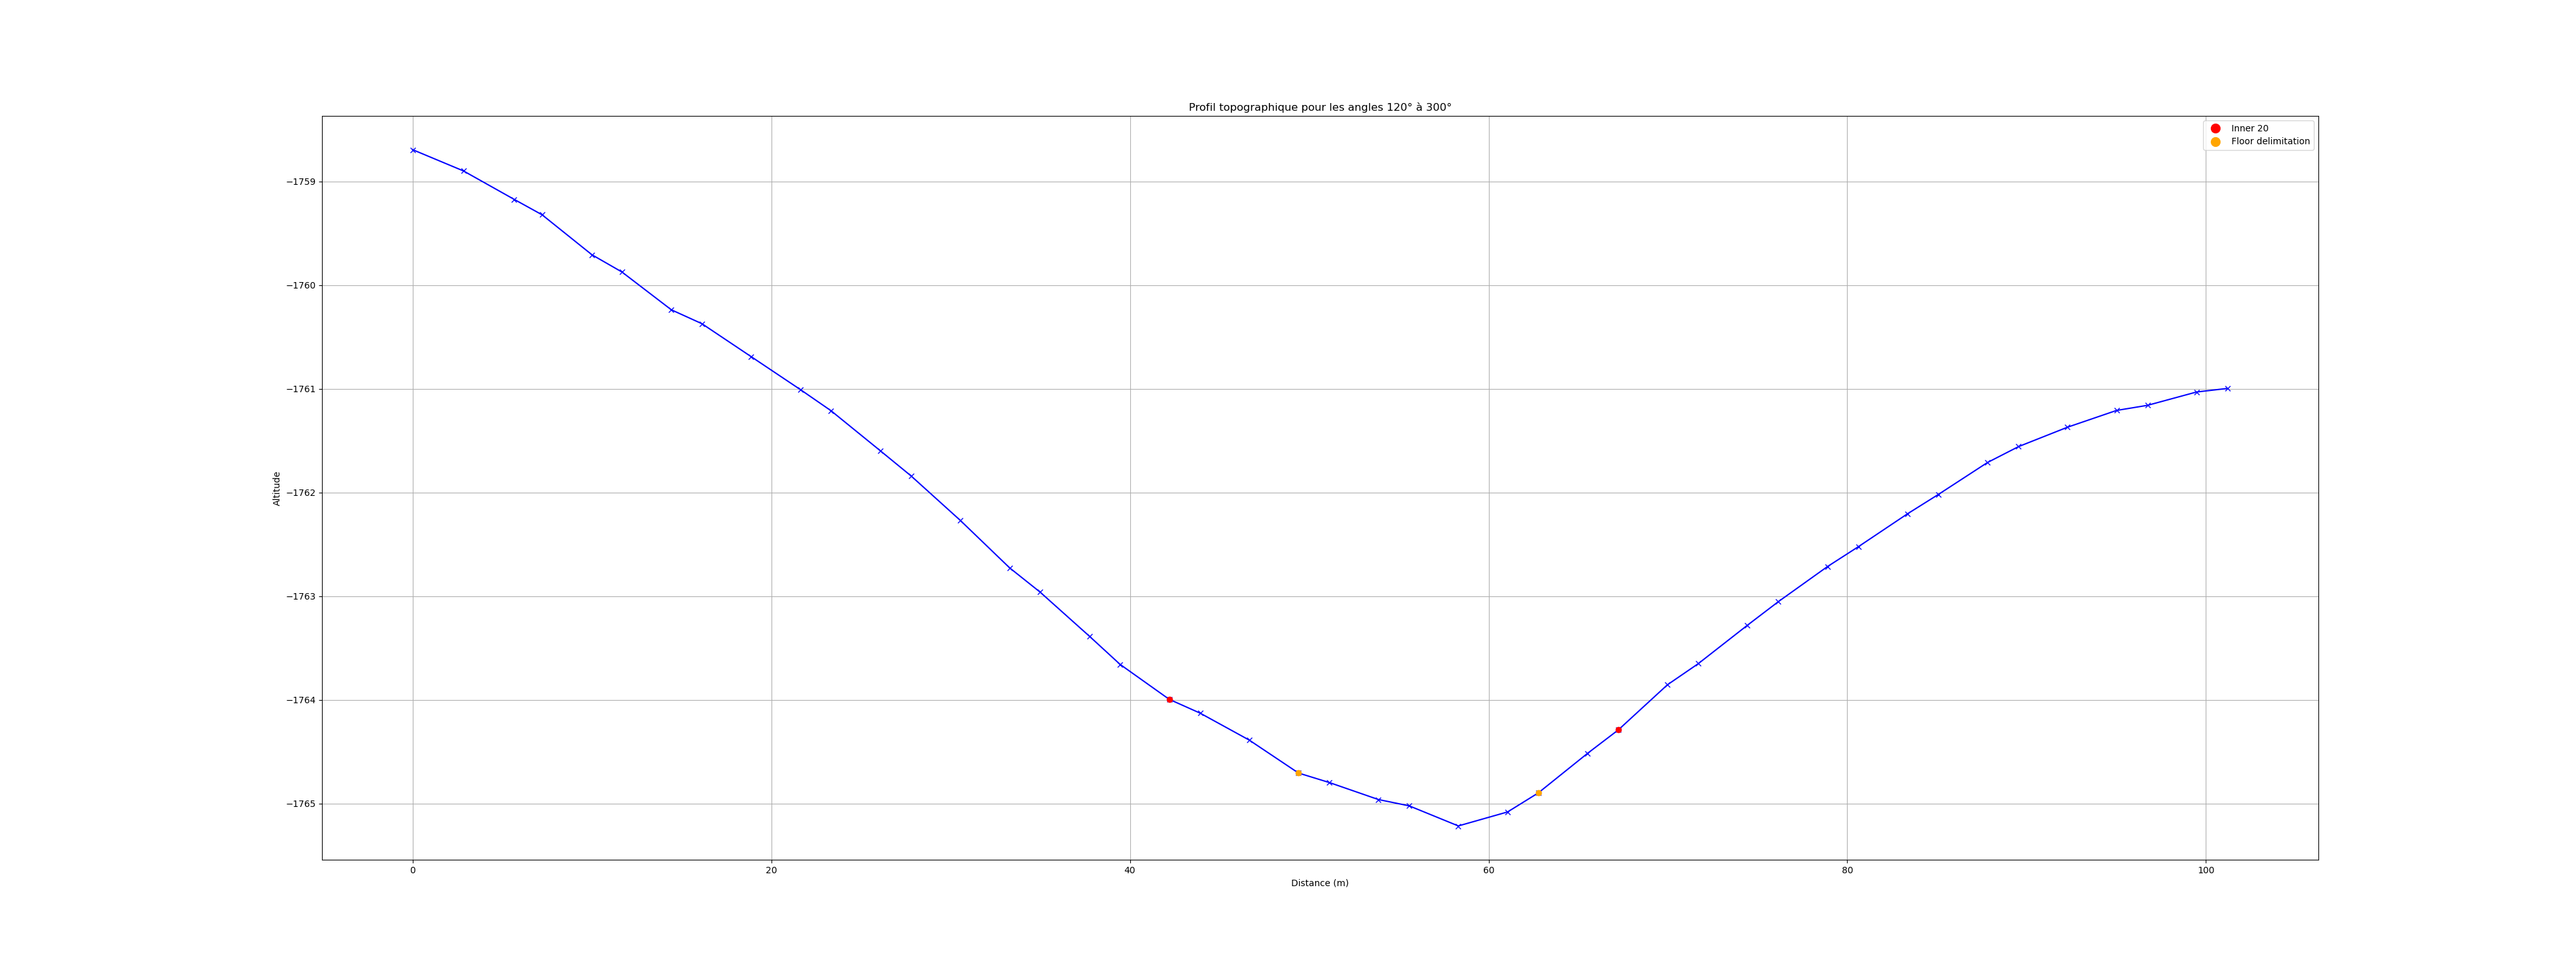 Profil topographique pour les angles 120° à 300°
Inner 20
Floor delimitation
−1759
−1760
−1761
−1762
−1763
−1764
−1765
Altitude
0 20 40 60 80 100
Distance (m)